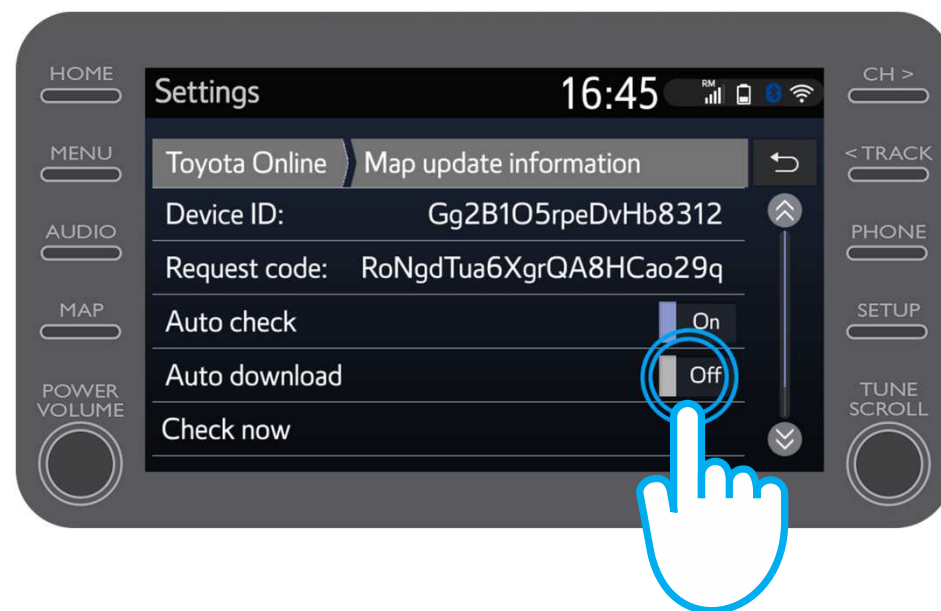 HOME
MENU
AUDIO
MAP
POWER
VOLUME
Settings 16:45 RM
Toyota Online Map update information
Device ID: Gg2B1O5rpeDvHb8312
Request code: RoNgdTua6XgrQA8HCao29q
Auto check On
Auto download Off
Check now
CH >
< TRACK
PHONE
SETUP
TUNE
SCROLL